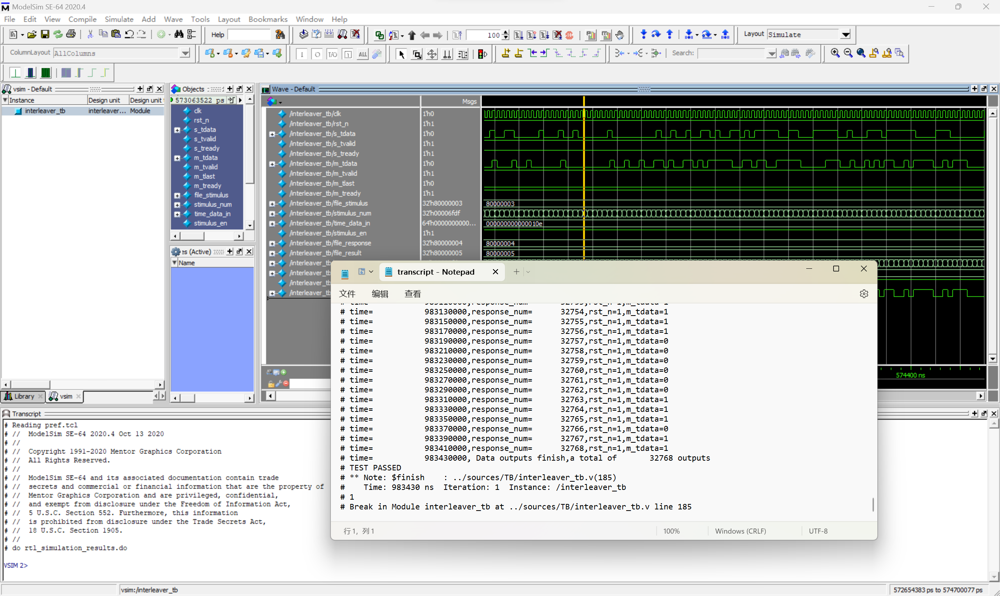 ModelSim SE-64 2020.4
File Edit View Compile Simulate Add Wave Tools Layout Bookmarks Window Help
Help
100
Layout Simulate
ColumnLayout AllColumns
Search:
vsim - Default
Instance Design unit Design unit
interleaver_tb interleaver... Module
Library
vsim
Objects
573063522 ps
clk
rst_n
s_tdata
s_tvalid
s_tready
m_tdata
m_tvalid
m_tlast
m_tready
file_stimulus
stimulus_num
time_data_in
stimulus_en
es (Active)
Name
Wave - Default
Msgs
/interleaver_tb/clk 1'h0
/interleaver_tb/rst_n 1'h1
/interleaver_tb/s_tdata 1'h0
/interleaver_tb/s_tvalid 1'h1
/interleaver_tb/s_tready 1'h1
/interleaver_tb/m_tdata 1'h0
/interleaver_tb/m_tvalid 1'h1
/interleaver_tb/m_tlast 1'h0
/interleaver_tb/m_tready 1'h1
/interleaver_tb/file_stimulus 32'h80000003 80000003
/interleaver_tb/stimulus_num 32'h00006fdf
/interleaver_tb/time_data_in 64'h0000000000... 000000000000010e
/interleaver_tb/stimulus_en 1'h1
/interleaver_tb/file_response 32'h80000004 80000004
/interleaver_tb/file_result 32'h80000005 80000005
/interleaver_tb
/interleaver_tb
/interleaver_tb
/interleaver_tb
574400 ns
transcript - Notepad
文件 编辑 查看
# time= 983130000,response_num= 32754,rst_n=1,m_tdata=1
# time= 983150000,response_num= 32755,rst_n=1,m_tdata=1
# time= 983170000,response_num= 32756,rst_n=1,m_tdata=1
# time= 983190000,response_num= 32757,rst_n=1,m_tdata=0
# time= 983210000,response_num= 32758,rst_n=1,m_tdata=0
# time= 983230000,response_num= 32759,rst_n=1,m_tdata=0
# time= 983250000,response_num= 32760,rst_n=1,m_tdata=0
# time= 983270000,response_num= 32761,rst_n=1,m_tdata=0
# time= 983290000,response_num= 32762,rst_n=1,m_tdata=0
# time= 983310000,response_num= 32763,rst_n=1,m_tdata=1
# time= 983330000,response_num= 32764,rst_n=1,m_tdata=1
# time= 983350000,response_num= 32765,rst_n=1,m_tdata=1
# time= 983370000,response_num= 32766,rst_n=1,m_tdata=0
# time= 983390000,response_num= 32767,rst_n=1,m_tdata=1
# time= 983410000,response_num= 32768,rst_n=1,m_tdata=1
# time= 983430000, Data outputs finish,a total of 32768 outputs
# TEST PASSED
# ** Note: $finish : ../sources/TB/interleaver_tb.v(185)
# Time: 983430 ns Iteration: 1 Instance: /interleaver_tb
# 1
# Break in Module interleaver_tb at ../sources/TB/interleaver_tb.v line 185
行 1，列 1
100%
Windows (CRLF)
UTF-8
Transcript
# Reading pref.tcl
# // ModelSim SE-64 2020.4 Oct 13 2020
# //
# // Copyright 1991-2020 Mentor Graphics Corporation
# // All Rights Reserved.
# //
# // ModelSim SE-64 and its associated documentation contain trade
# // secrets and commercial or financial information that are the property of
# // Mentor Graphics Corporation and are privileged, confidential,
# // and exempt from disclosure under the Freedom of Information Act,
# // 5 U.S.C. Section 552. Furthermore, this information
# // is prohibited from disclosure under the Trade Secrets Act,
# // 18 U.S.C. Section 1905.
# //
# do rtl_simulation_results.do
VSIM 2>
vsim:/interleaver_tb
572654383 ps to 574700077 ps